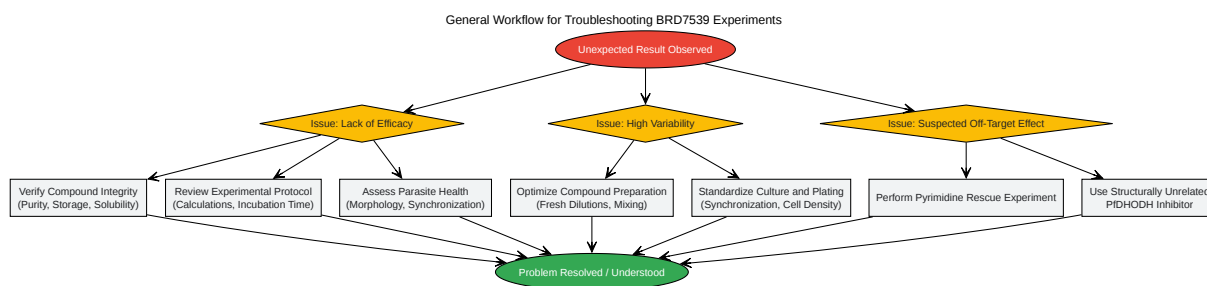 General Workflow for Troubleshooting BRD7539 Experiments
Unexpected Result Observed
Issue: Lack of Efficacy
Issue: High Variability
Issue: Suspected Off-Target Effect
Verify Compound Integrity
(Purity, Storage, Solubility)
Review Experimental Protocol
(Calculations, Incubation Time)
Assess Parasite Health
(Morphology, Synchronization)
Optimize Compound Preparation
(Fresh Dilutions, Mixing)
Standardize Culture and Plating
(Synchronization, Cell Density)
Perform Pyrimidine Rescue Experiment
Use Structurally Unrelated
PfDHODH Inhibitor
Problem Resolved / Understood